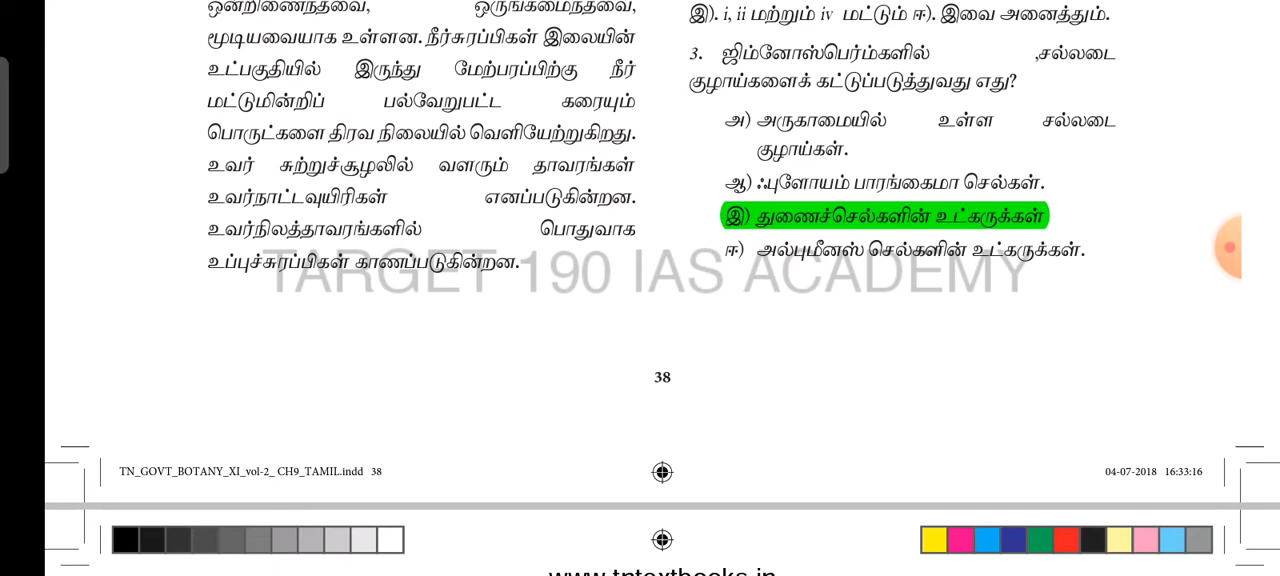 ஒன்றிணைந்தவை, ஒருங்கமைந்தவை,
மூடியவையாக உள்ளன. நீர்சுரப்பிகள் இலையின்
உட்பகுதியில் இருந்து மேற்பரப்பிற்கு நீர்
மட்டுமின்றிப் பல்வேறுபட்ட கரையும்
பொருட்களை திரவ நிலையில் வெளியேற்றுகிறது.
உவர் சுற்றுச்சூழலில் வளரும் தாவரங்கள்
உவர்நாட்டவுயிரிகள் எனப்படுகின்றன.
உவர்நிலத்தாவரங்களில் பொதுவாக
உப்புச்சுரப்பிகள் காணப்படுகின்றன.
இ). i, ii மற்றும் iv மட்டும் ஈ). இவை அனைத்தும்.
3. ஜிம்னோஸ்பெர்ம்களில் ,சல்லடை
குழாய்களைக் கட்டுப்படுத்துவது எது?
அ) அருகாமையில் உள்ள சல்லடை
குழாய்கள்.
ஆ) ஃபுளோயம் பாரங்கைமா செல்கள்.
இ) துணைச்செல்களின் உட்கருக்கள்
ஈ) அல்புமீனஸ் செல்களின் உட்கருக்கள்.
TARGET 190 IAS ACADEMY
38
TN_GOVT_BOTANY_XI_vol-2_ CH9_TAMIL.indd 38
04-07-2018 16:33:16
www.tntextbooks.in